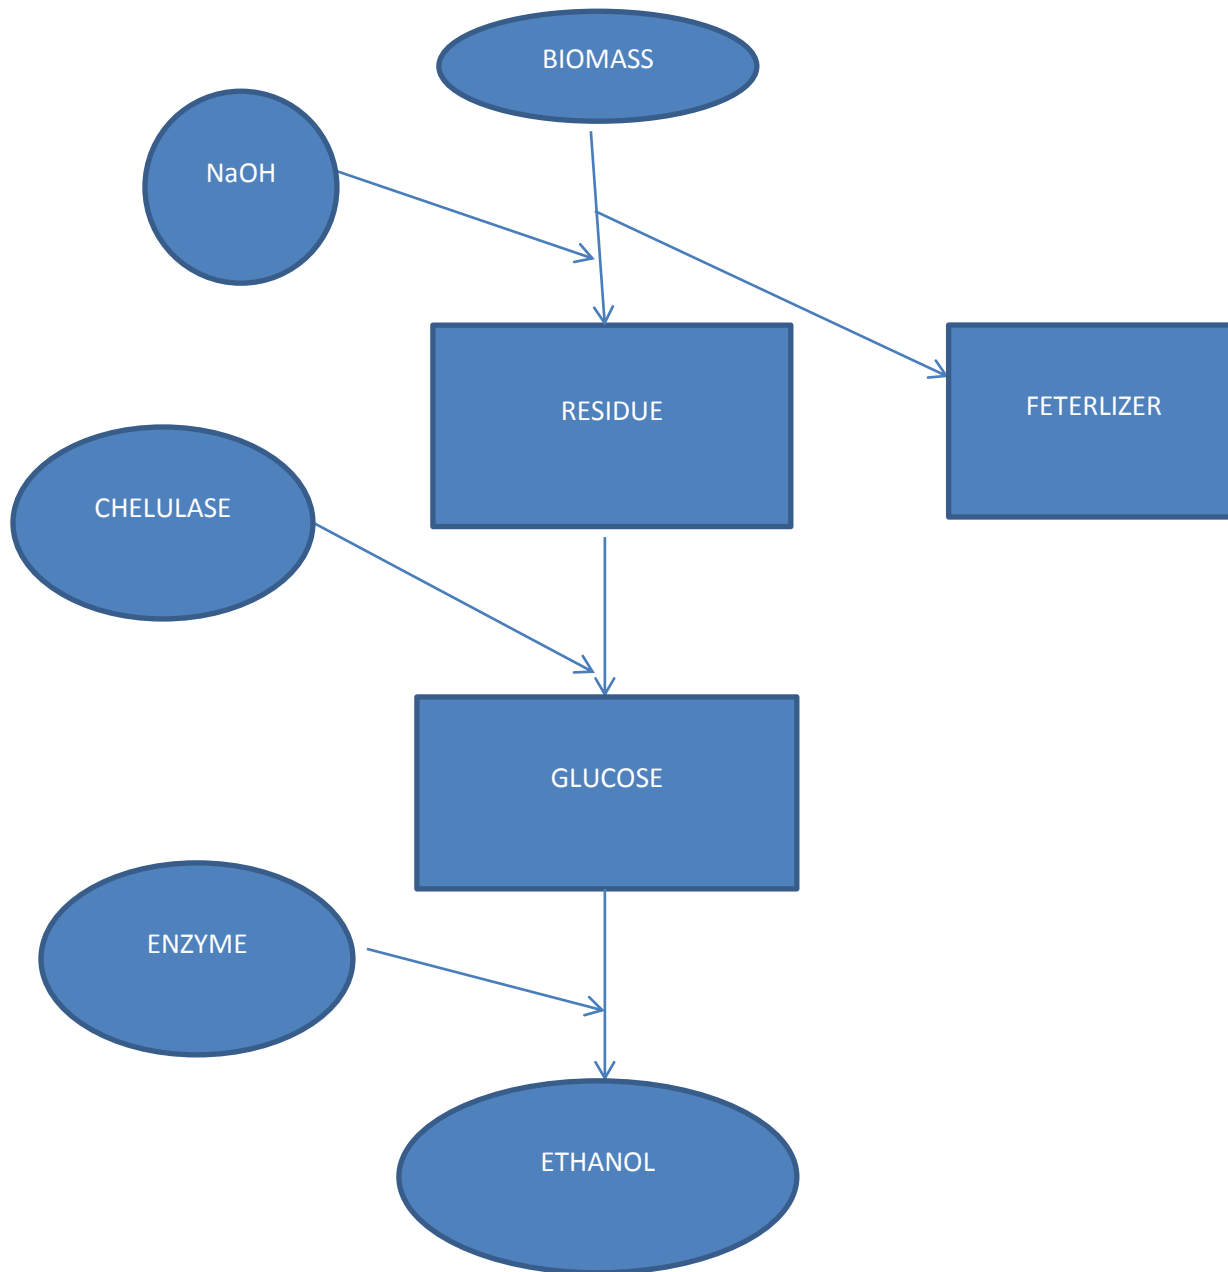 BIOMASS
NaOH
RESIDUE
FETERLIZER
CHELULASE
GLUCOSE
ENZYME
ETHANOL